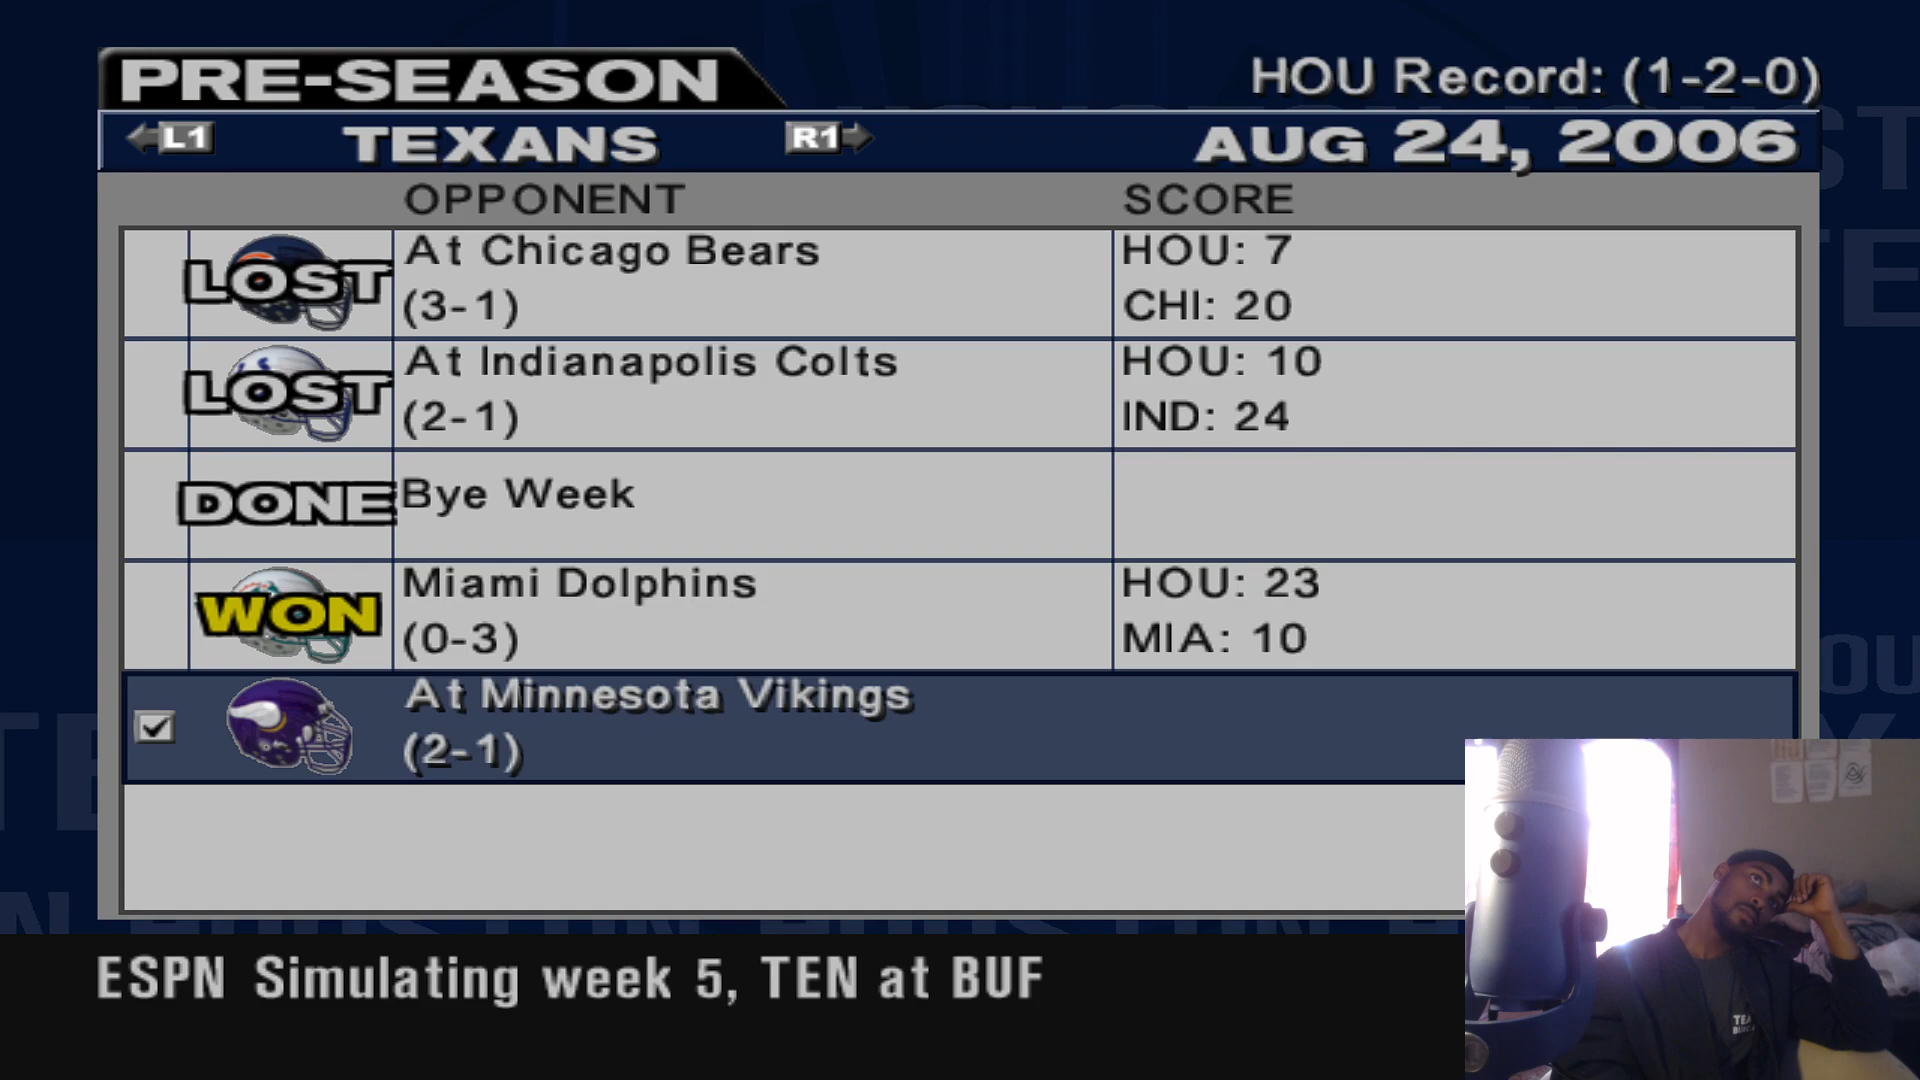 PRE-SEASON
HOU Record: (1-2-0)
L1 TEXANS R1 AUG 24, 2006
OPPONENT SCORE
LOST At Chicago Bears HOU: 7
(3-1) CHI: 20
LOST At Indianapolis Colts HOU: 10
(2-1) IND: 24
DONE Bye Week
WON Miami Dolphins HOU: 23
(0-3) MIA: 10
At Minnesota Vikings
(2-1)
ESPN Simulating week 5, TEN at BUF